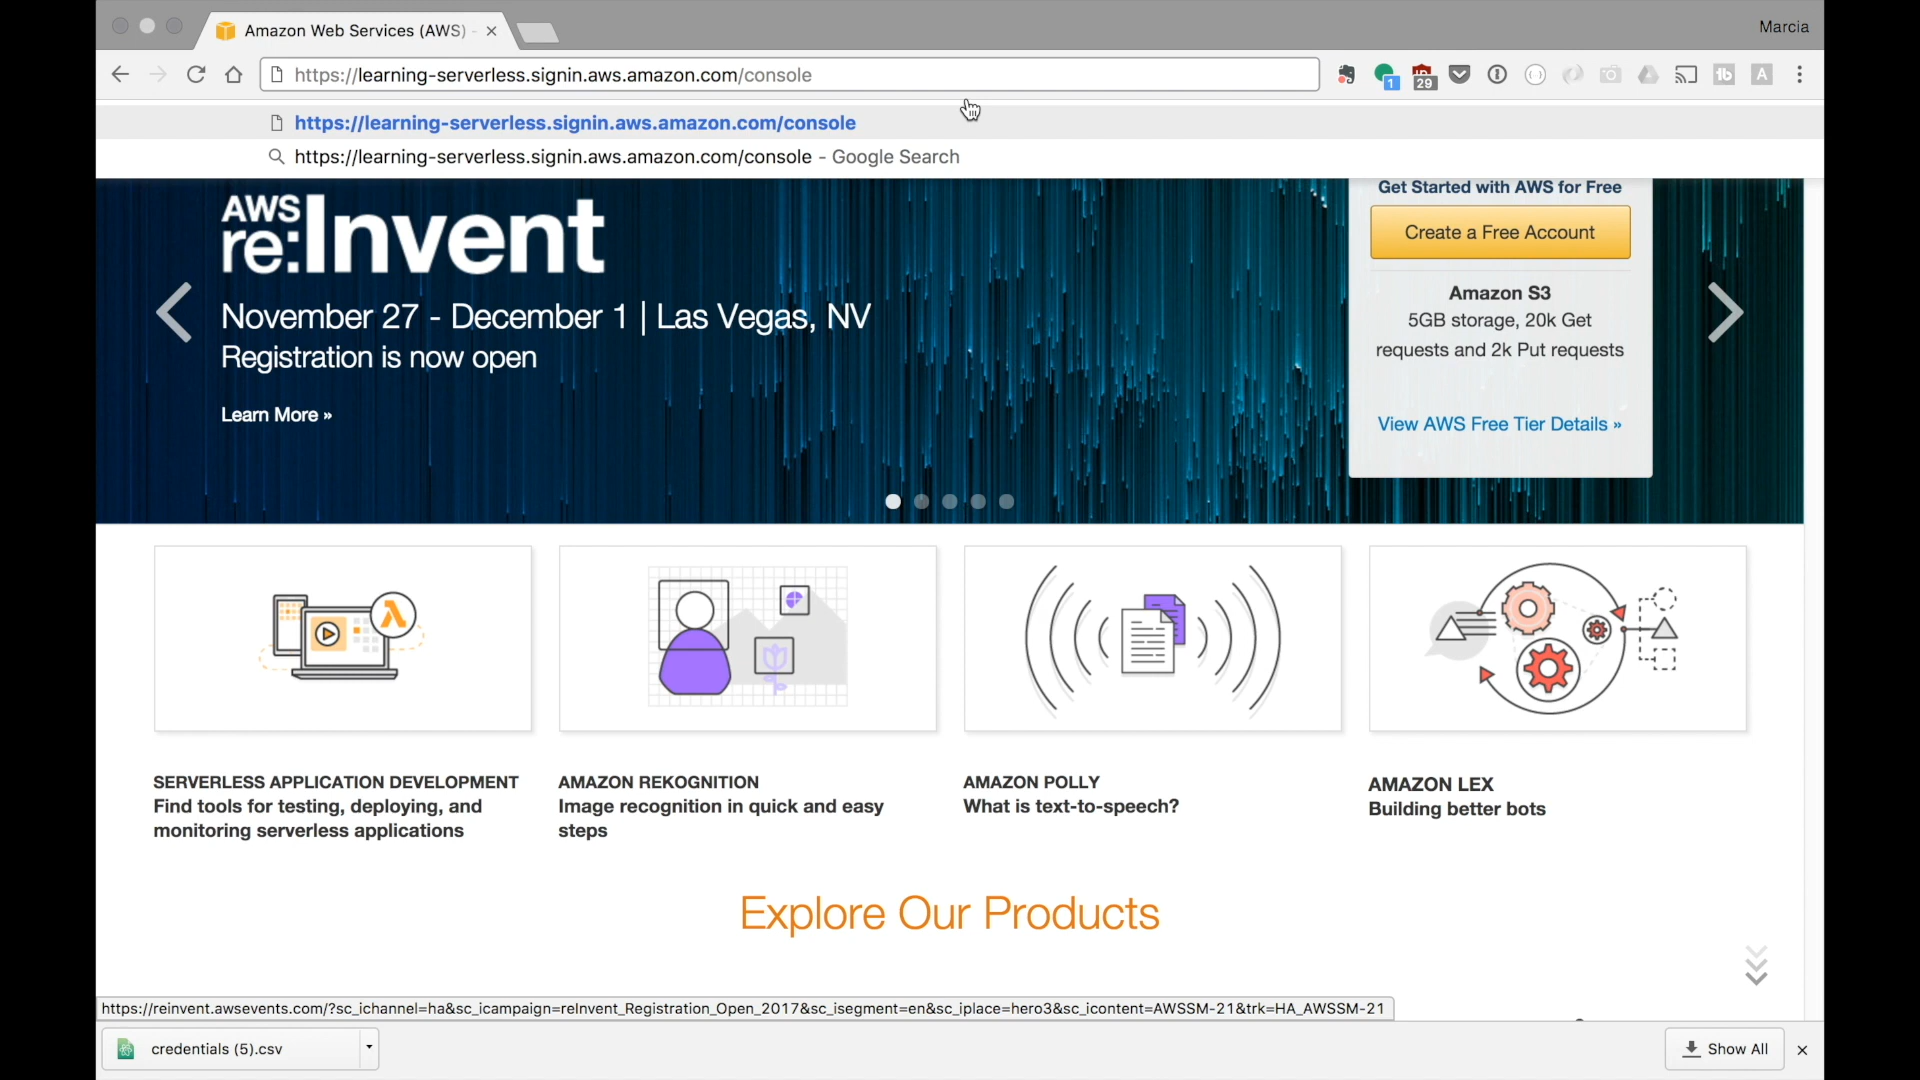 Amazon Web Services (AWS) -
Marcia
https://learning-serverless.signin.aws.amazon.com/console
1
29
1b
A
https://learning-serverless.signin.aws.amazon.com/console
https://learning-serverless.signin.aws.amazon.com/console - Google Search
AWS
re:Invent
November 27 - December 1 | Las Vegas, NV
Registration is now open
Learn More »
Get Started with AWS for Free
Create a Free Account
Amazon S3
5GB storage, 20k Get
requests and 2k Put requests
View AWS Free Tier Details »
SERVERLESS APPLICATION DEVELOPMENT
Find tools for testing, deploying, and
monitoring serverless applications
AMAZON REKOGNITION
Image recognition in quick and easy
steps
AMAZON POLLY
What is text-to-speech?
AMAZON LEX
Building better bots
Explore Our Products
https://reinvent.awsevents.com/?sc_ichannel=ha&sc_icampaign=reInvent_Registration_Open_2017&sc_isegment=en&sc_iplace=hero3&sc_icontent=AWSSM-21&trk=HA_AWSSM-21
credentials (5).csv
Show All